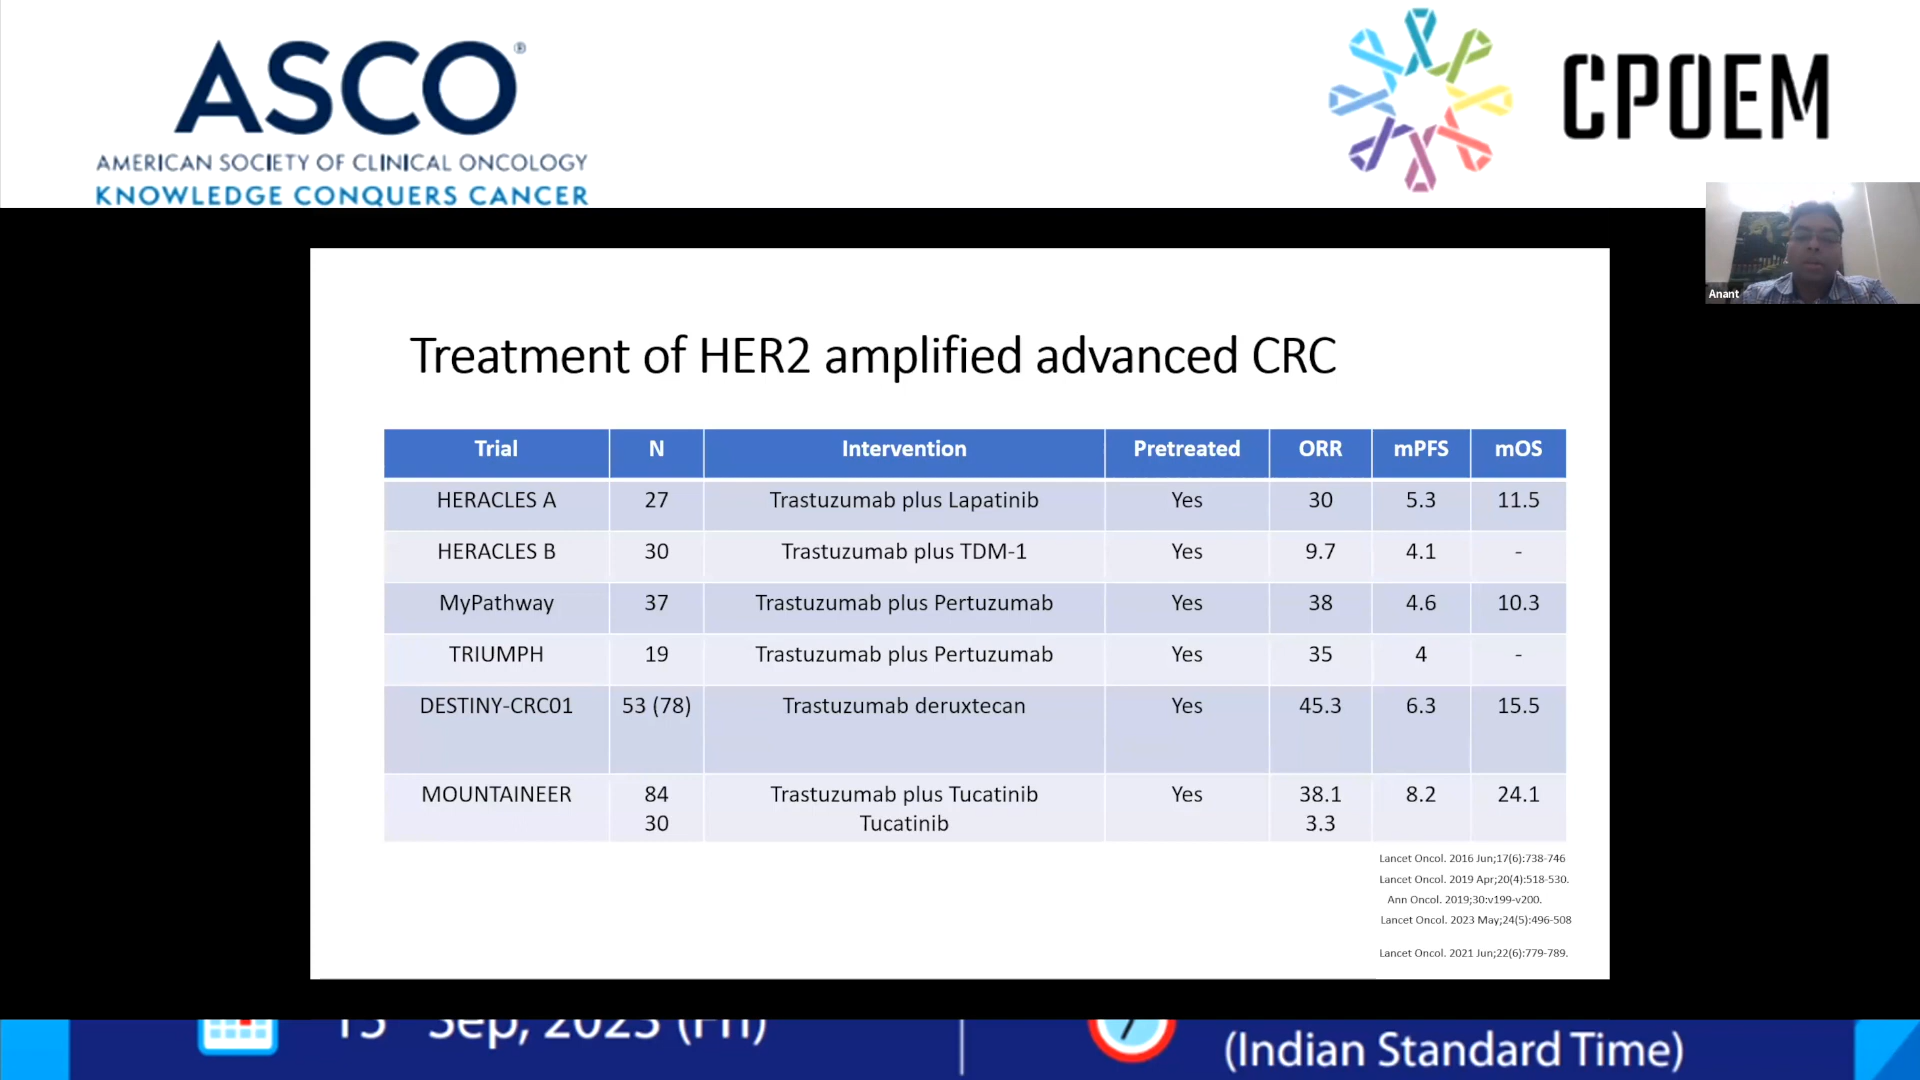 ASCO®
AMERICAN SOCIETY OF CLINICAL ONCOLOGY
KNOWLEDGE CONQUERS CANCER
CPOEM
Anant
Treatment of HER2 amplified advanced CRC
Trial N Intervention Pretreated ORR mPFS mOS
HERACLES A 27 Trastuzumab plus Lapatinib Yes 30 5.3 11.5
HERACLES B 30 Trastuzumab plus TDM-1 Yes 9.7 4.1 -
MyPathway 37 Trastuzumab plus Pertuzumab Yes 38 4.6 10.3
TRIUMPH 19 Trastuzumab plus Pertuzumab Yes 35 4 -
DESTINY-CRC01 53 (78) Trastuzumab deruxtecan Yes 45.3 6.3 15.5
MOUNTAINEER 84 Trastuzumab plus Tucatinib Yes 38.1 8.2 24.1
30 Tucatinib 3.3
Lancet Oncol. 2016 Jun;17(6):738-746
Lancet Oncol. 2019 Apr;20(4):518-530.
Ann Oncol. 2019;30:v199-v200.
Lancet Oncol. 2023 May;24(5):496-508
Lancet Oncol. 2021 Jun;22(6):779-789.
Sep, 2023 (Fri)
(Indian Standard Time)